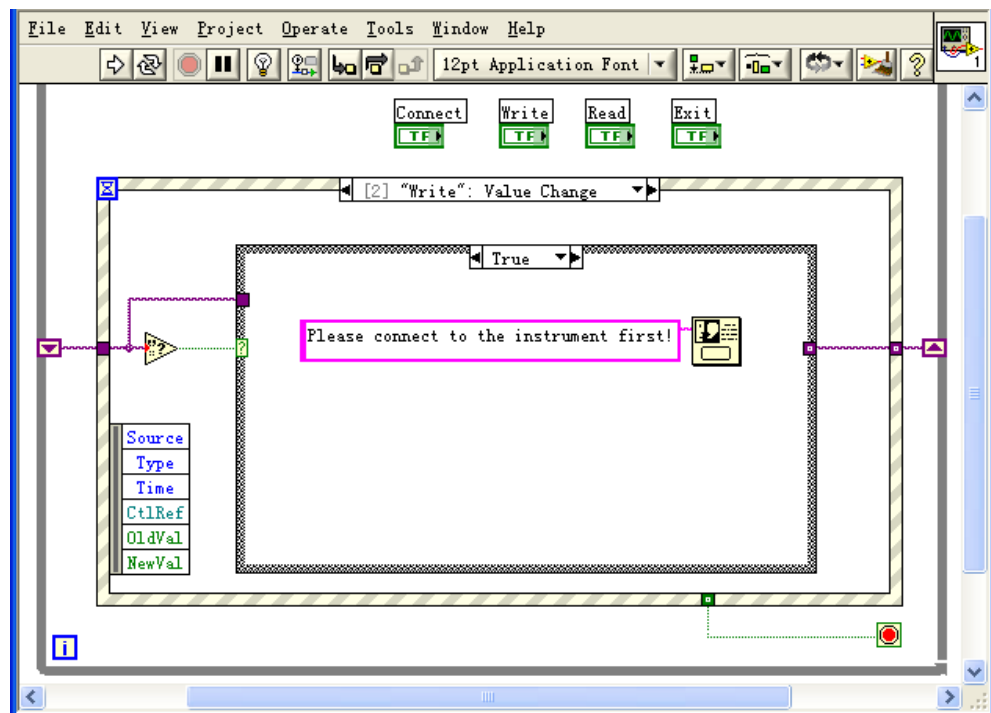 File Edit View Project Operate Tools Window Help
12pt Application Font
1
Connect Write Read Exit
TF TF TF TF
[2] "Write": Value Change
True
Please connect to the instrument first!
?
?
Source
Type
Time
CtlRef
OldVal
NewVal
i